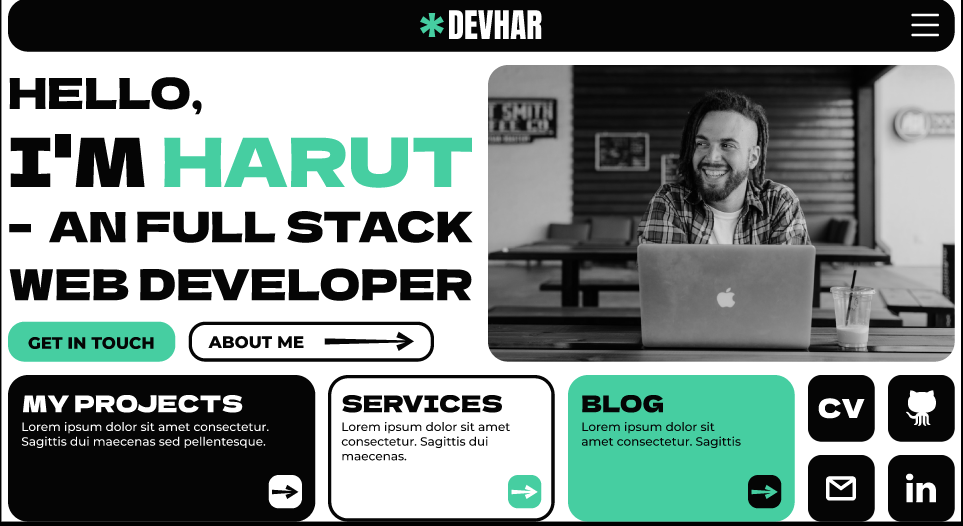 DEVHAR
HELLO,
I'M HARUT
- AN FULL STACK
WEB DEVELOPER
GET IN TOUCH
ABOUT ME
MY PROJECTS
Lorem ipsum dolor sit amet consectetur.
Sagittis dui maecenas sed pellentesque.
SERVICES
Lorem ipsum dolor sit amet
consectetur. Sagittis dui
maecenas.
BLOG
Lorem ipsum dolor sit
amet consectetur. Sagittis
CV
in